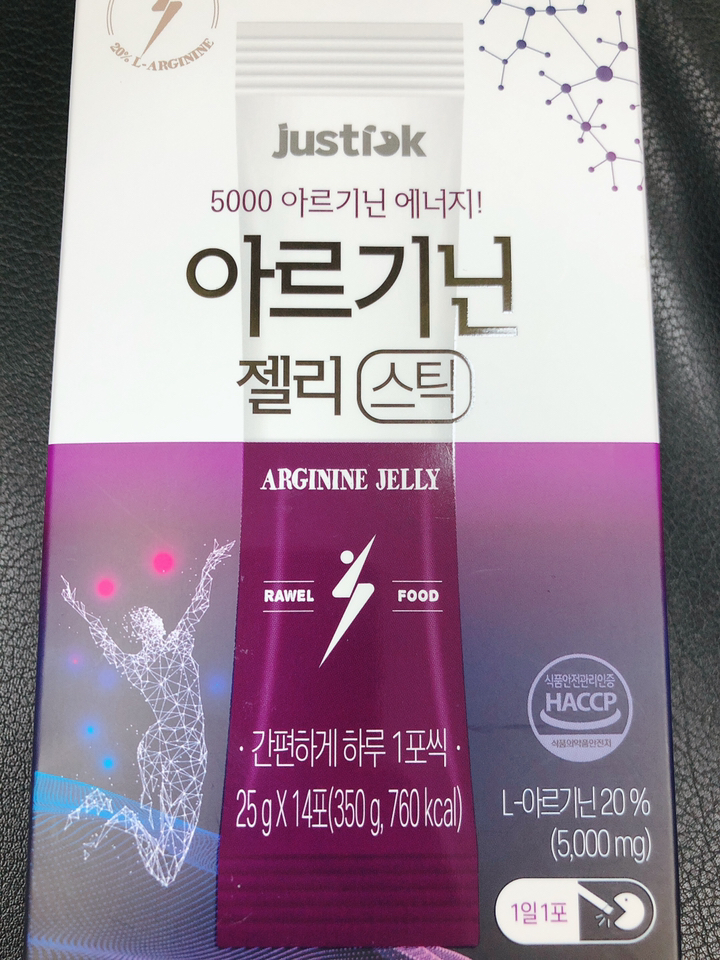 20% L-ARGININE
justiok
5000 아르기닌 에너지!
아르기닌
젤리 스틱
ARGININE JELLY
RAWEL FOOD
· 간편하게 하루 1포씩 ·
25 g X 14포(350 g, 760 kcal)
식품안전관리인증
HACCP
식품의약품안전처
L-아르기닌 20 %
(5,000 mg)
1일 1포